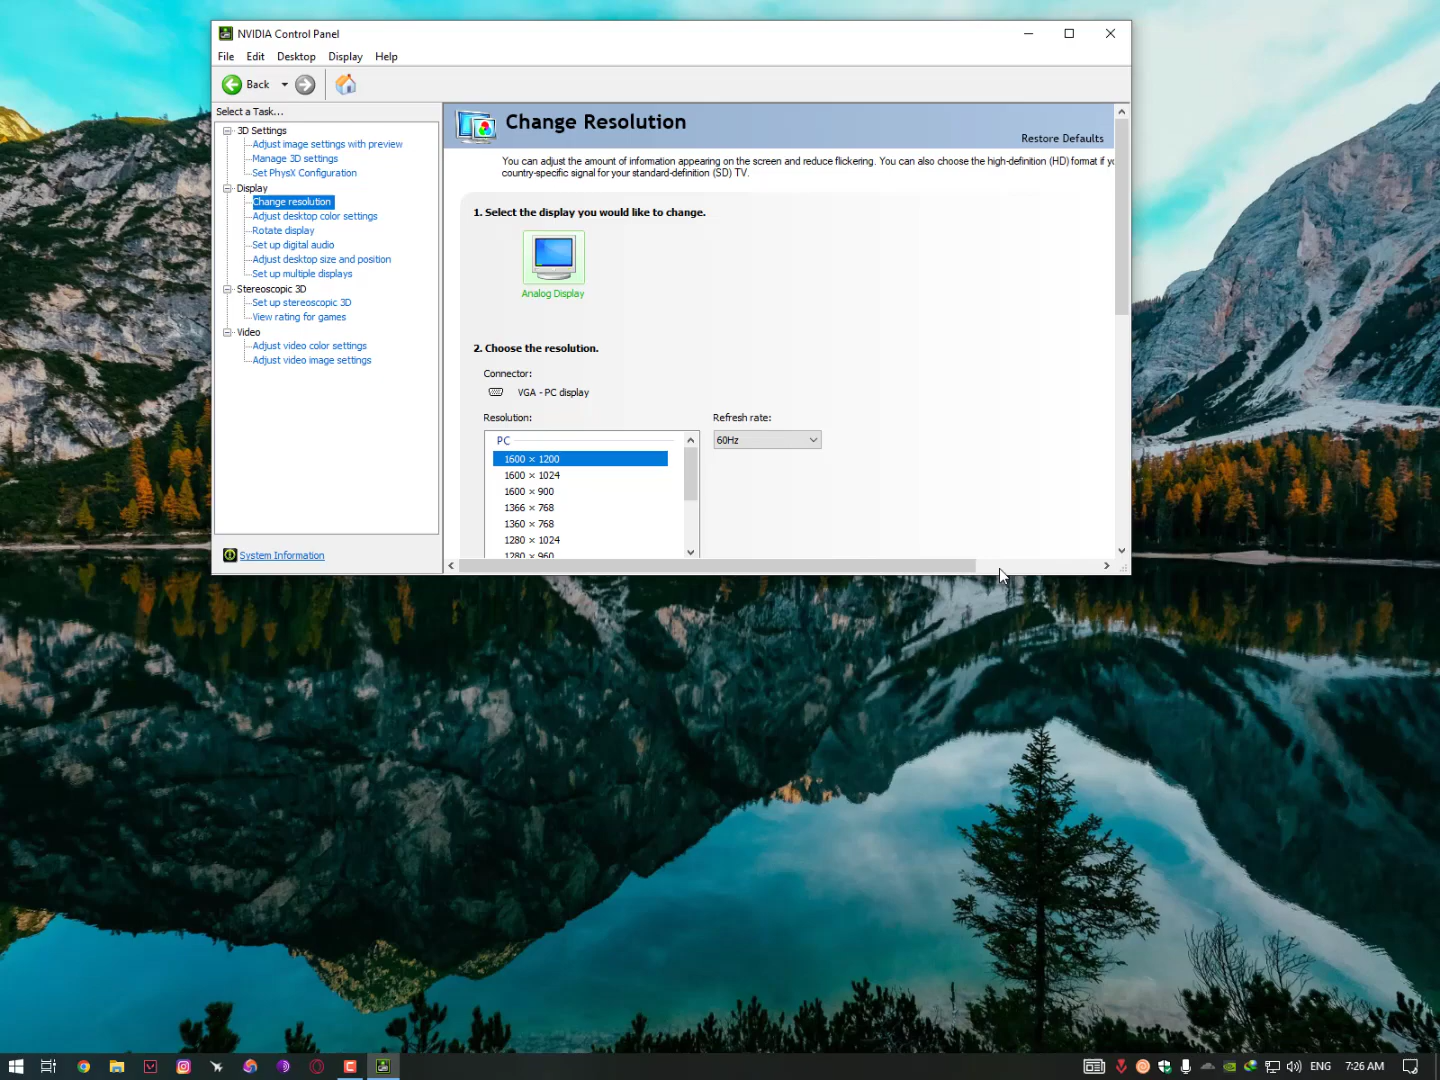 NVIDIA Control Panel
File Edit Desktop Display Help
Back
Select a Task...
3D Settings
Adjust image settings with preview
Manage 3D settings
Set PhysX Configuration
Display
Change resolution
Adjust desktop color settings
Rotate display
Set up digital audio
Adjust desktop size and position
Set up multiple displays
Stereoscopic 3D
Set up stereoscopic 3D
View rating for games
Video
Adjust video color settings
Adjust video image settings
System Information
Change Resolution
Restore Defaults
You can adjust the amount of information appearing on the screen and reduce flickering. You can also choose the high-definition (HD) format if yo
country-specific signal for your standard-definition (SD) TV.
1. Select the display you would like to change.
Analog Display
2. Choose the resolution.
Connector:
VGA - PC display
Resolution:
Refresh rate:
PC
60Hz
1600 × 1200
1600 × 1024
1600 × 900
1366 × 768
1360 × 768
1280 × 1024
1280 × 960
ENG
7:26 AM